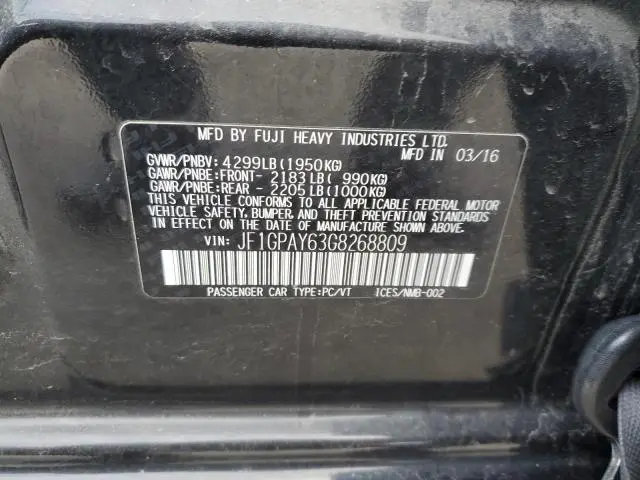 MFD BY FUJI HEAVY INDUSTRIES LTD.
MFD IN 03/16
GVWR/PNBV: 4299LB(1950KG)
GAWR/PNBE:FRONT- 2183LB( 990KG)
GAWR/PNBE:REAR - 2205LB(1000KG)
THIS VEHICLE CONFORMS TO ALL APPLICABLE FEDERAL MOTOR
VEHICLE SAFETY, BUMPER, AND THEFT PREVENTION STANDARDS
IN EFFECT ON THE DATE OF MANUFACTURE SHOWN ABOVE.
VIN: JF1GPAY63G8268809
PASSENGER CAR TYPE:PC/VT ICES/NMB-002